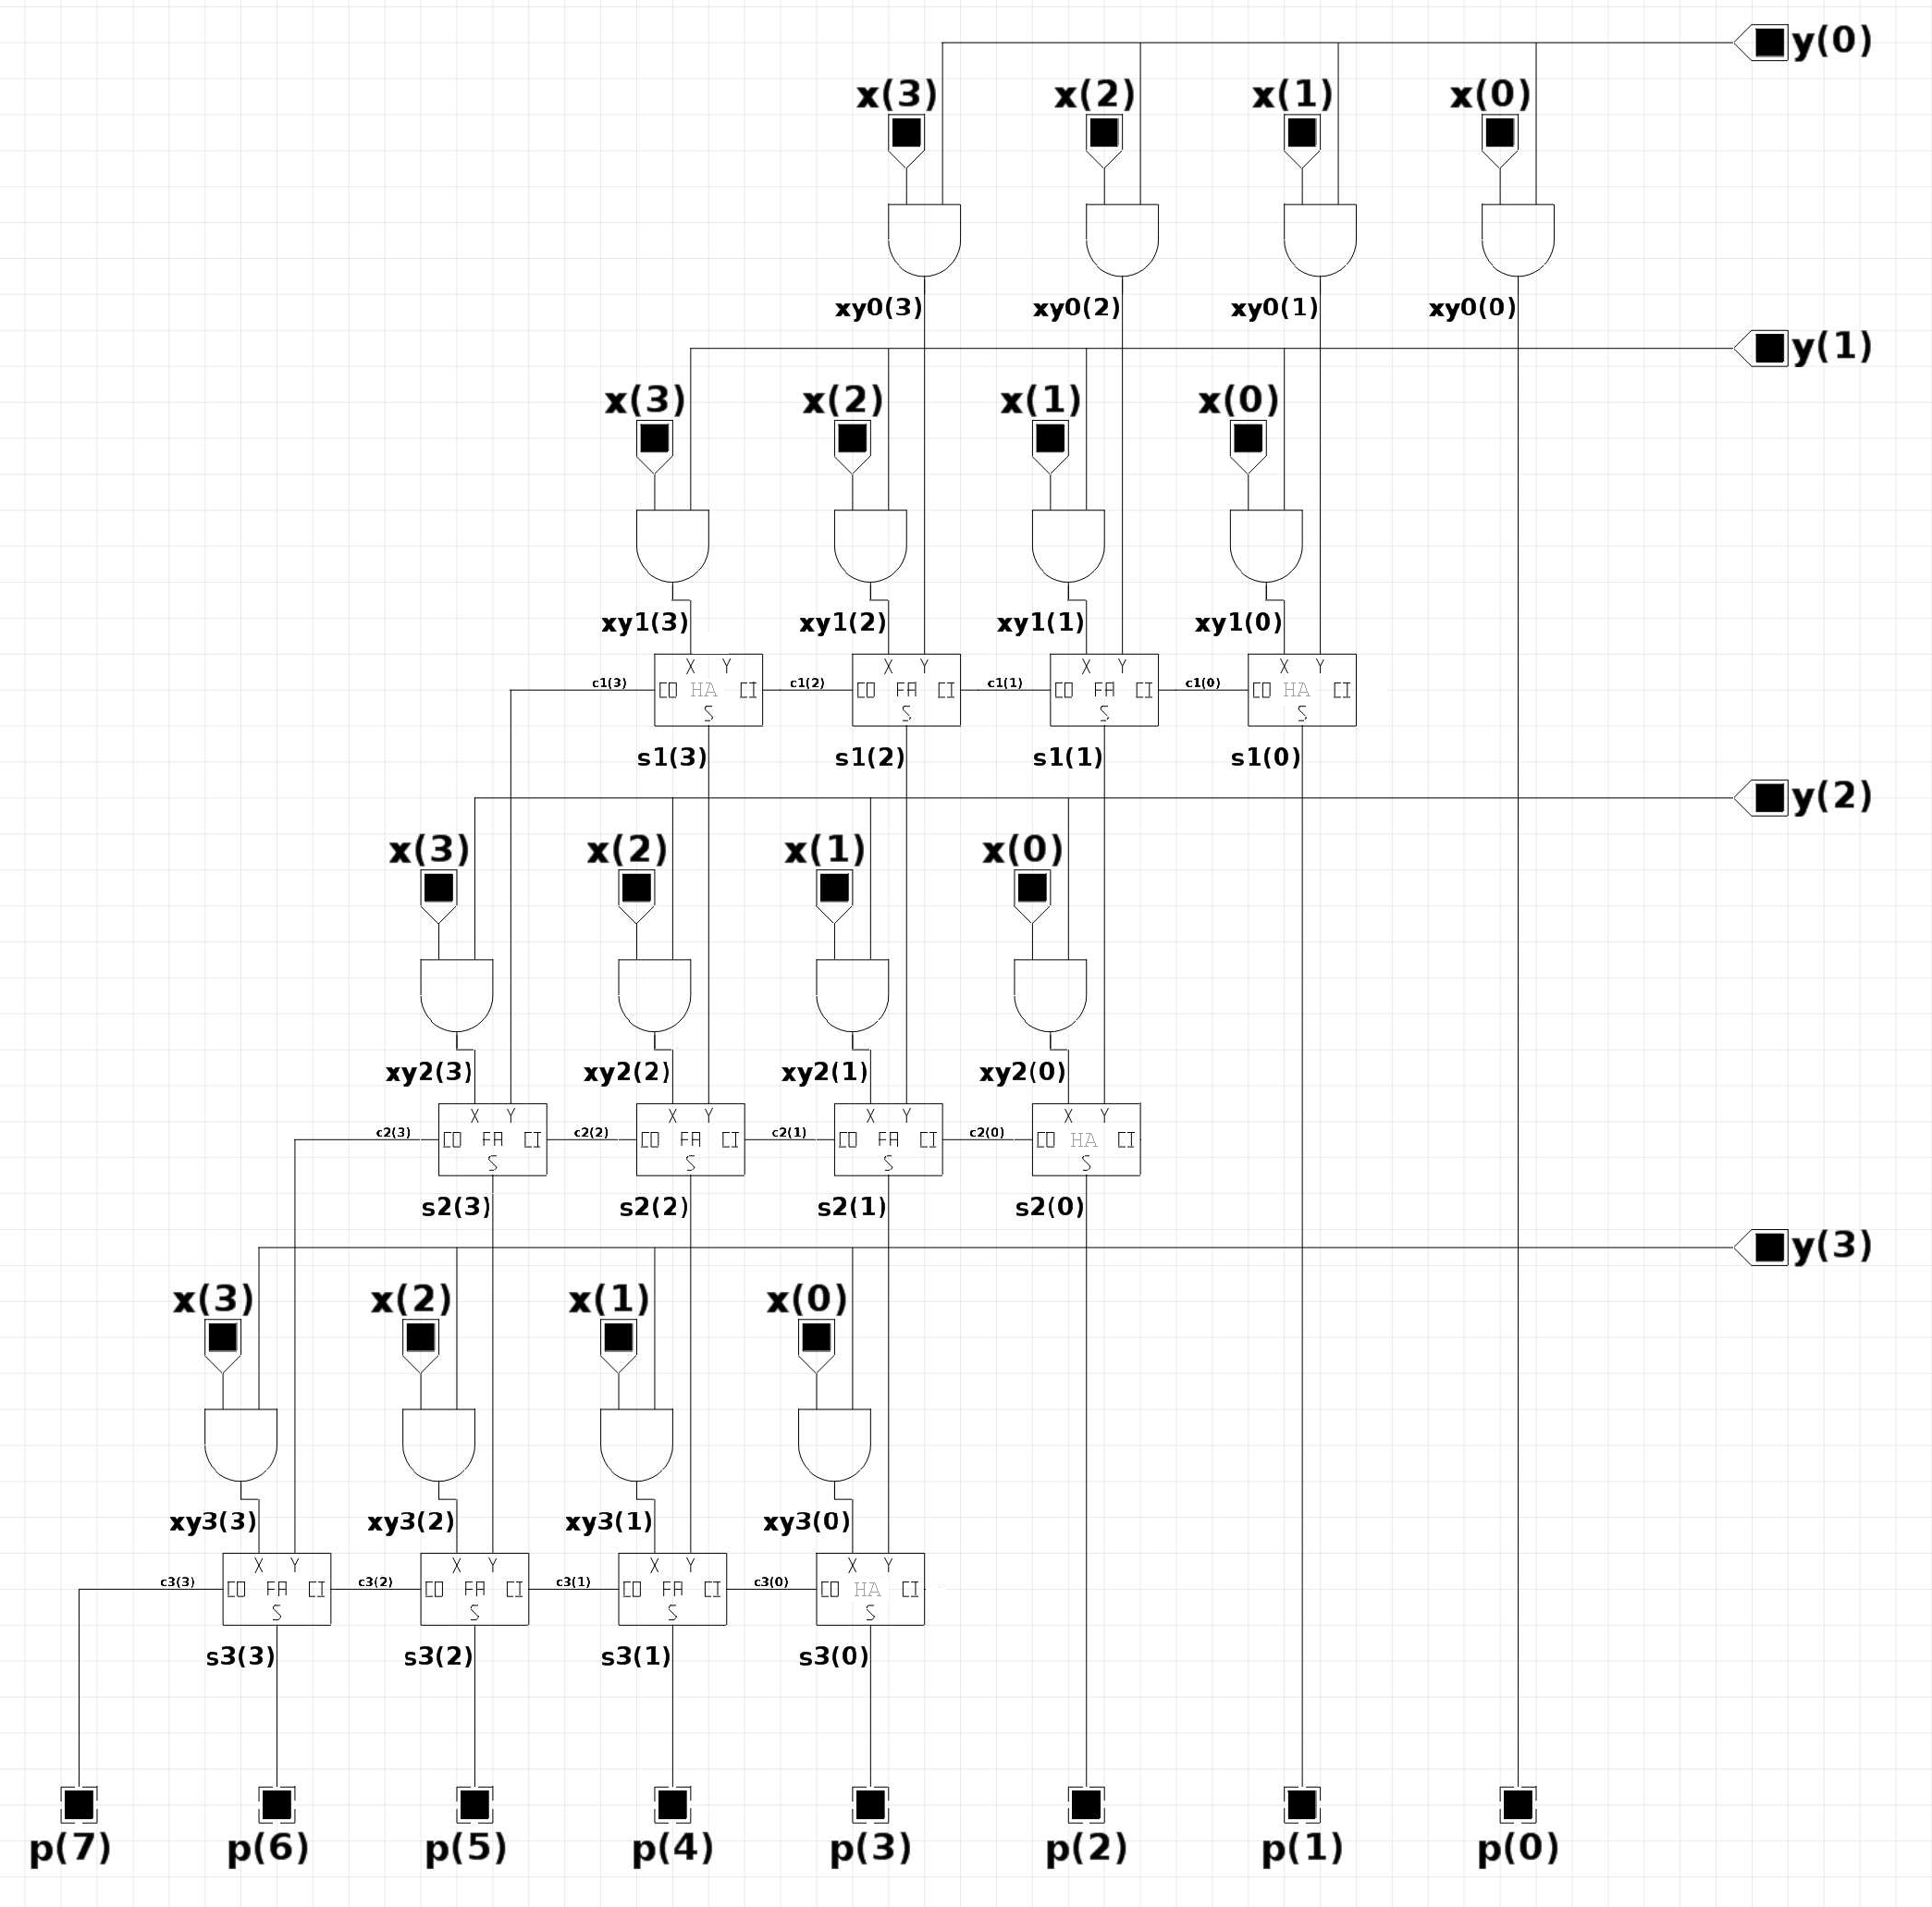 y(0)
x(3) x(2) x(1) x(0)
xy0(3) xy0(2) xy0(1) xy0(0)
y(1)
x(3) x(2) x(1) x(0)
xy1(3) xy1(2) xy1(1) xy1(0)
X Y X Y X Y X Y
c1(3) CO HA CI c1(2) CO FA CI c1(1) CO FA CI c1(0) CO HA CI
S S S S
s1(3) s1(2) s1(1) s1(0)
y(2)
x(3) x(2) x(1) x(0)
xy2(3) xy2(2) xy2(1) xy2(0)
X Y X Y X Y X Y
c2(3) CO FA CI c2(2) CO FA CI c2(1) CO FA CI c2(0) CO HA CI
S S S S
s2(3) s2(2) s2(1) s2(0)
y(3)
x(3) x(2) x(1) x(0)
xy3(3) xy3(2) xy3(1) xy3(0)
X Y X Y X Y X Y
c3(3) CO FA CI c3(2) CO FA CI c3(1) CO FA CI c3(0) CO HA CI
S S S S
s3(3) s3(2) s3(1) s3(0)
p(7) p(6) p(5) p(4) p(3) p(2) p(1) p(0)